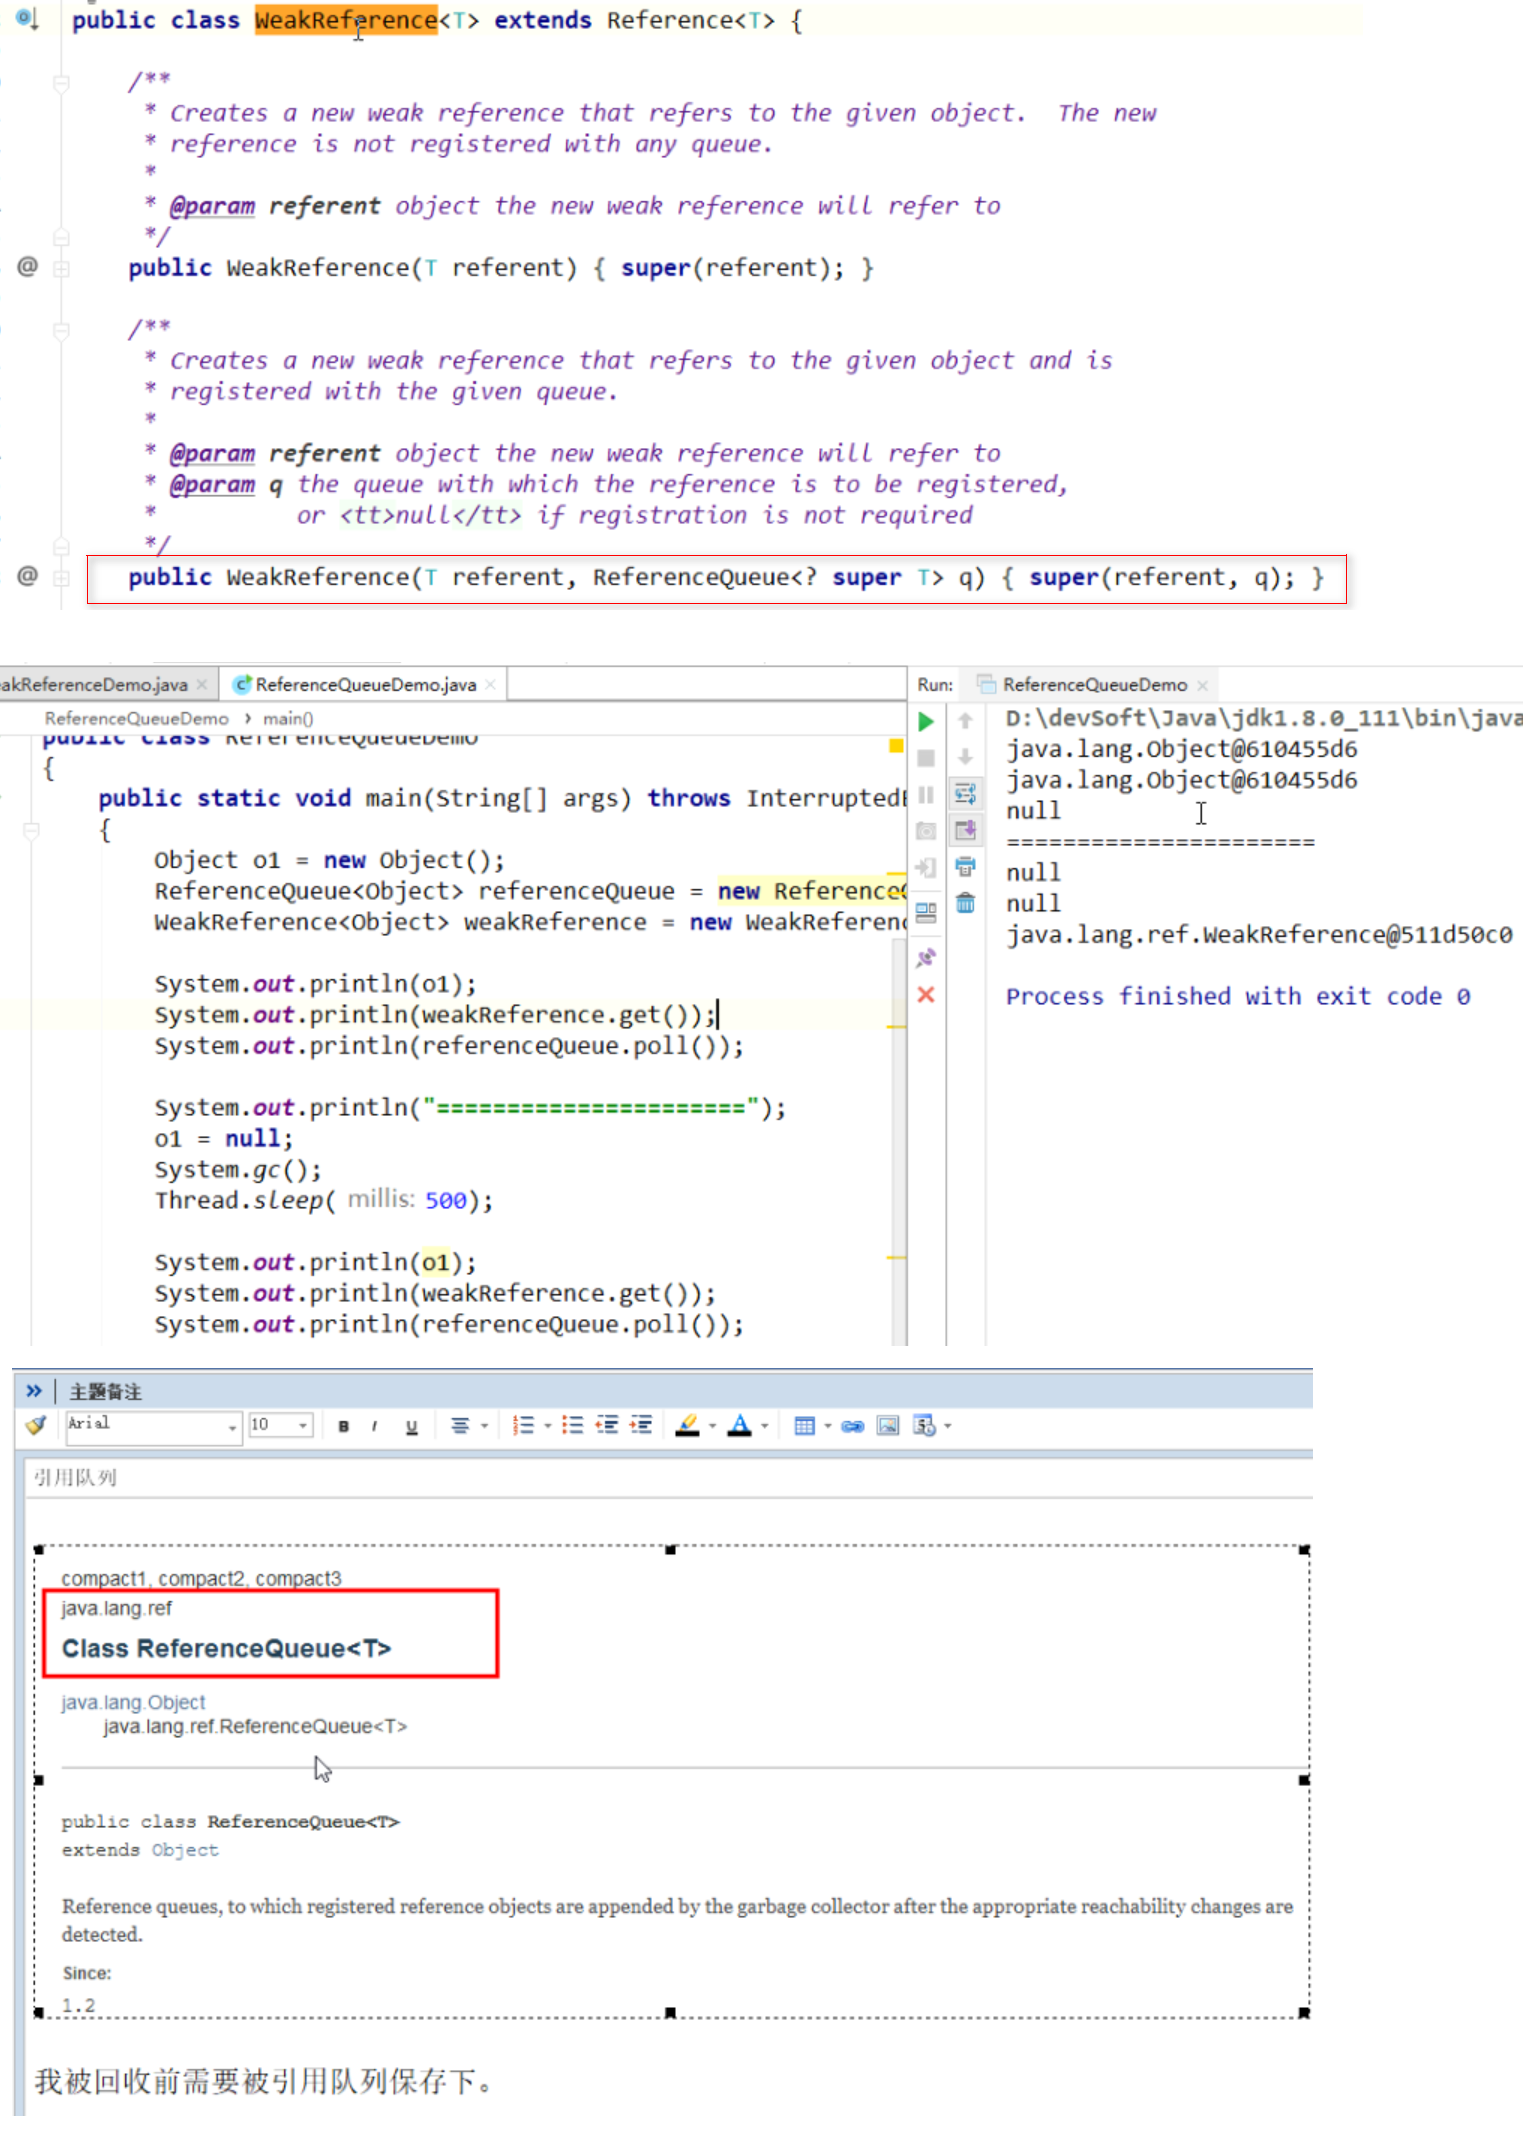 public class WeakReference<T> extends Reference<T> {
/**
* Creates a new weak reference that refers to the given object.  The new
* reference is not registered with any queue.
*
* @param referent object the new weak reference will refer to
*/
@ public WeakReference(T referent) { super(referent); }
/**
* Creates a new weak reference that refers to the given object and is
* registered with the given queue.
*
* @param referent object the new weak reference will refer to
* @param q the queue with which the reference is to be registered,
*          or <tt>null</tt> if registration is not required
*/
@ public WeakReference(T referent, ReferenceQueue<? super T> q) { super(referent, q); }
akReferenceDemo.java × ReferenceQueueDemo.java ×
ReferenceQueueDemo › main()
public class ReferenceQueueDemo
{
public static void main(String[] args) throws Interrupted
{
Object o1 = new Object();
ReferenceQueue<Object> referenceQueue = new Reference
WeakReference<Object> weakReference = new WeakReferenc
System.out.println(o1);
System.out.println(weakReference.get());
System.out.println(referenceQueue.poll());
System.out.println("======================");
o1 = null;
System.gc();
Thread.sleep( millis: 500);
System.out.println(o1);
System.out.println(weakReference.get());
System.out.println(referenceQueue.poll());
Run: ReferenceQueueDemo ×
D:\devSoft\Java\jdk1.8.0_111\bin\java
java.lang.Object@610455d6
java.lang.Object@610455d6
null
======================
null
null
java.lang.ref.WeakReference@511d50c0
Process finished with exit code 0
» 主题备注
Arial 10 B I U
引用队列
compact1, compact2, compact3
java.lang.ref
Class ReferenceQueue<T>
java.lang.Object
java.lang.ref.ReferenceQueue<T>
public class ReferenceQueue<T>
extends Object
Reference queues, to which registered reference objects are appended by the garbage collector after the appropriate reachability changes are
detected.
Since:
1.2
我被回收前需要被引用队列保存下。